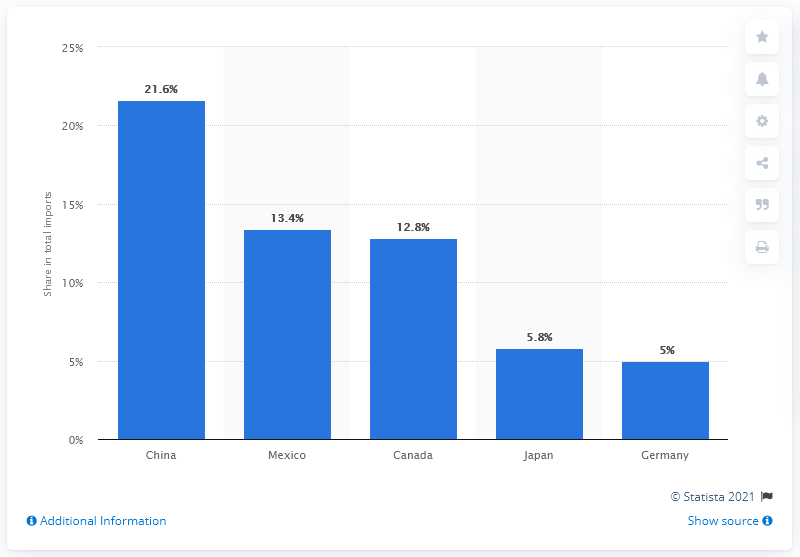 25%
21.6%
20%
15%
13.4%
12.8%
10%
5.8%
5%
5%
0%
Share in total imports
China Mexico Canada Japan Germany
© Statista 2021
Additional Information Show source